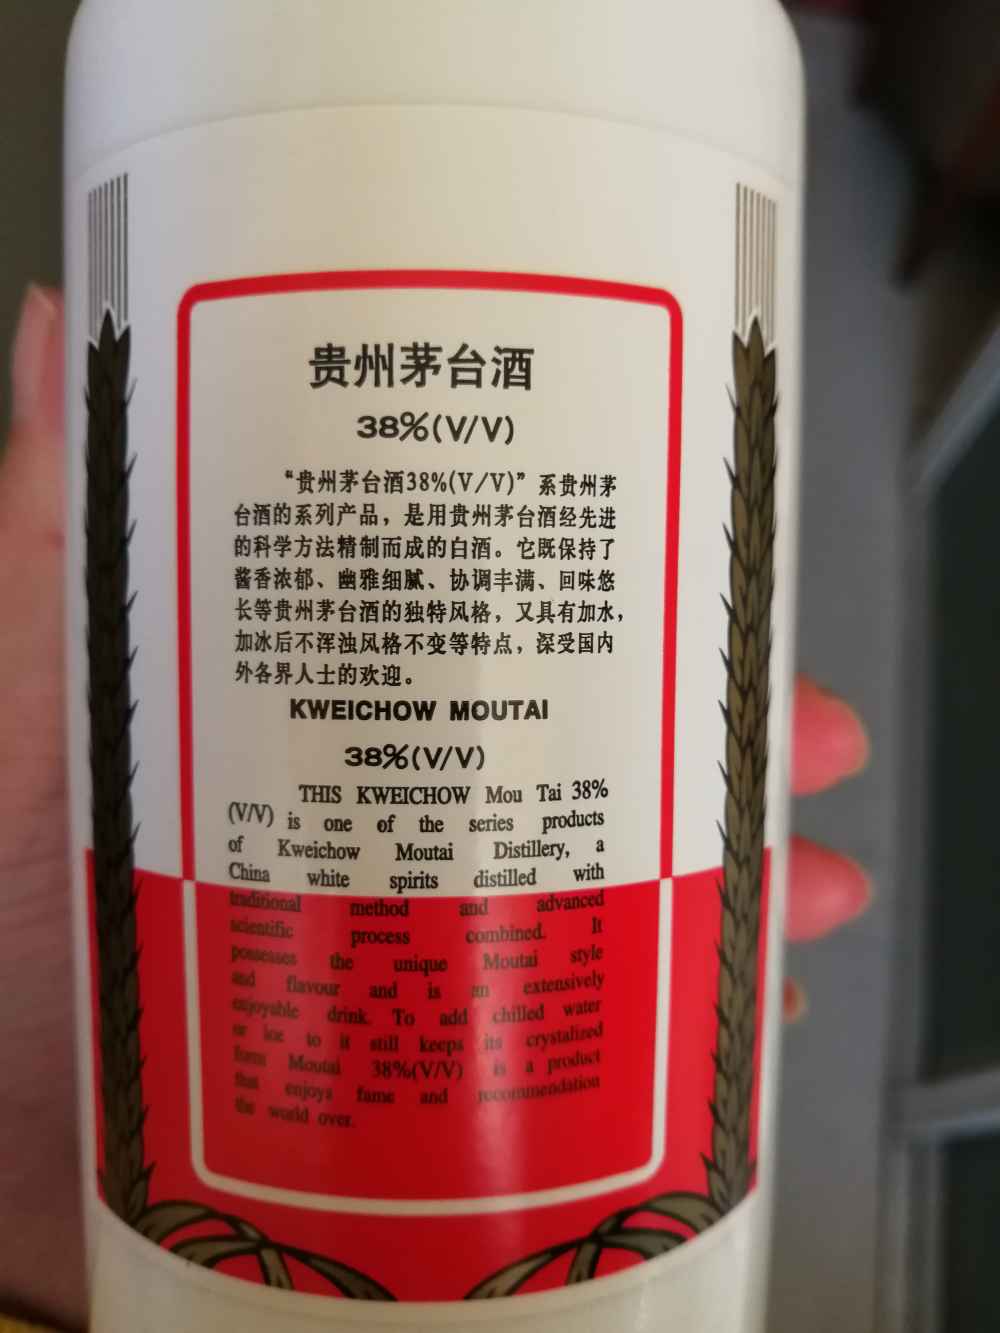 贵州茅台酒
38%(V/V)
“贵州茅台酒38%(V/V)”系贵州茅
台酒的系列产品，是用贵州茅台酒经先进
的科学方法精制而成的白酒。它既保持了
酱香浓郁、幽雅细腻、协调丰满、回味悠
长等贵州茅台酒的独特风格，又具有加水，
加冰后不浑浊风格不变等特点，深受国内
外各界人士的欢迎。
KWEICHOW MOUTAI
38%(V/V)
THIS KWEICHOW Mou Tai 38%
(V/V) is one of the series products
of Kweichow Moutai Distillery, a
China white spirits distilled with
traditional method and advanced
scientific process combined. It
possesses the unique Moutai style
and flavour and is an extensively
enjoyable drink. To add chilled water
or ice to it still keeps its crystalized
form Moutai 38%(V/V) is a product
that enjoys fame and recommendation
the world over.